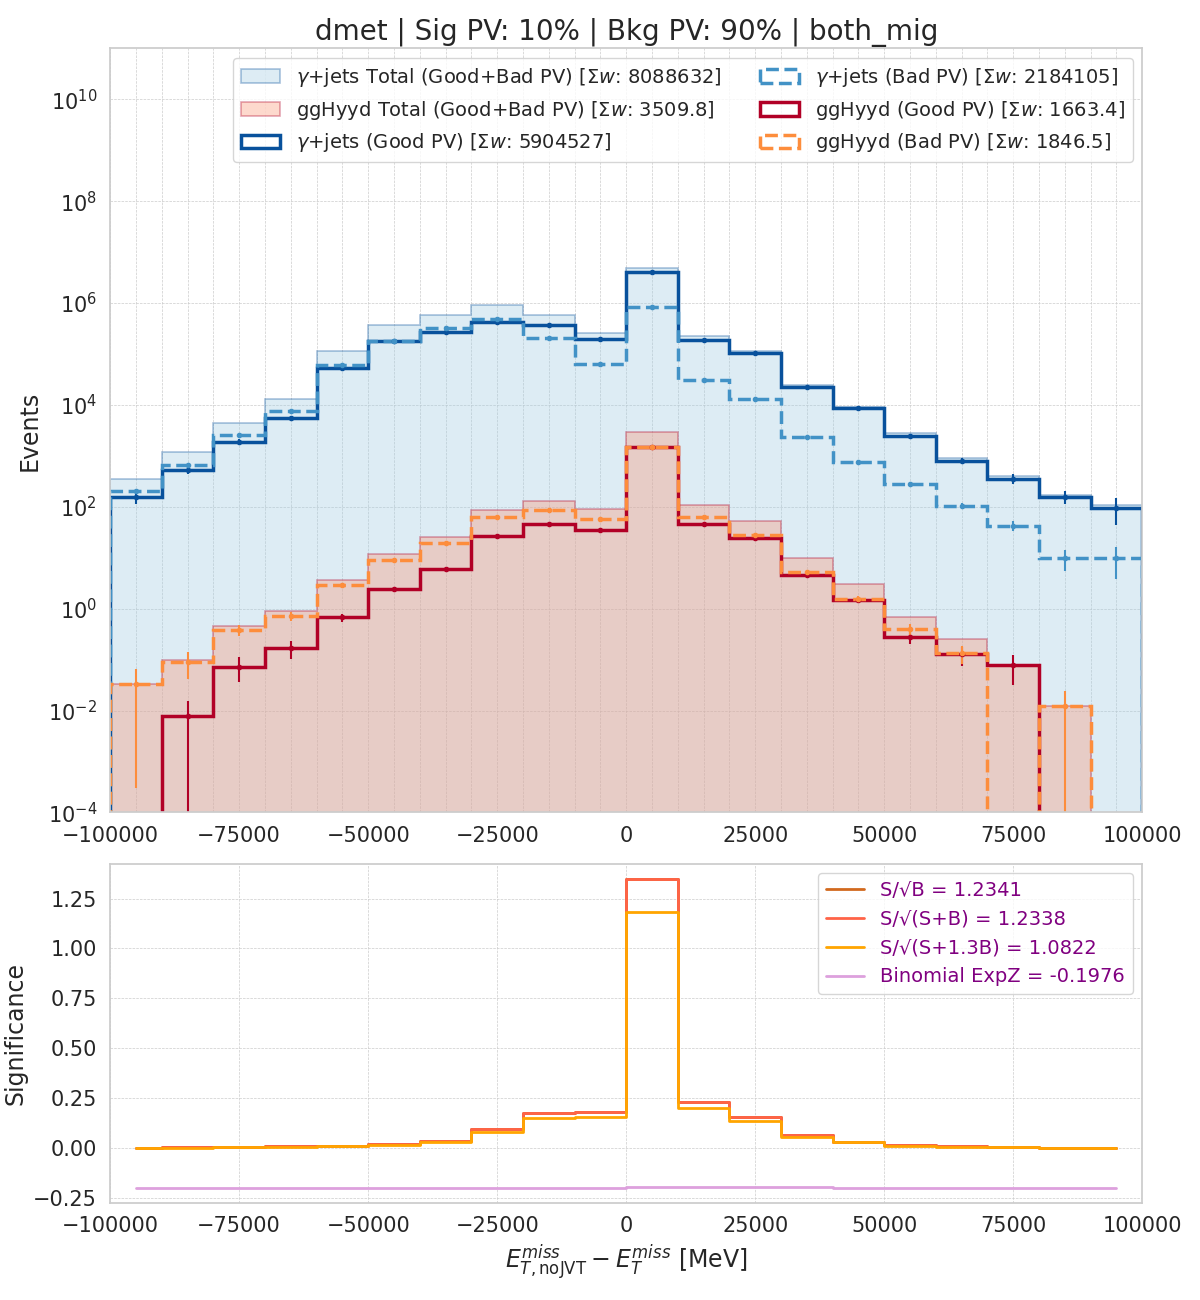 dmet | Sig PV: 10% | Bkg PV: 90% | both_mig
γ+jets Total (Good+Bad PV) [Σw: 8088632]
ggHyyd Total (Good+Bad PV) [Σw: 3509.8]
γ+jets (Good PV) [Σw: 5904527]
γ+jets (Bad PV) [Σw: 2184105]
ggHyyd (Good PV) [Σw: 1663.4]
ggHyyd (Bad PV) [Σw: 1846.5]
Events
10^10
10^8
10^6
10^4
10^2
10^0
10^−2
10^−4
−100000 −75000 −50000 −25000 0 25000 50000 75000 100000
S/√B = 1.2341
S/√(S+B) = 1.2338
S/√(S+1.3B) = 1.0822
Binomial ExpZ = -0.1976
Significance
1.25
1.00
0.75
0.50
0.25
0.00
−0.25
−100000 −75000 −50000 −25000 0 25000 50000 75000 100000
E_{T,noJVT}^{miss} − E_T^{miss} [MeV]